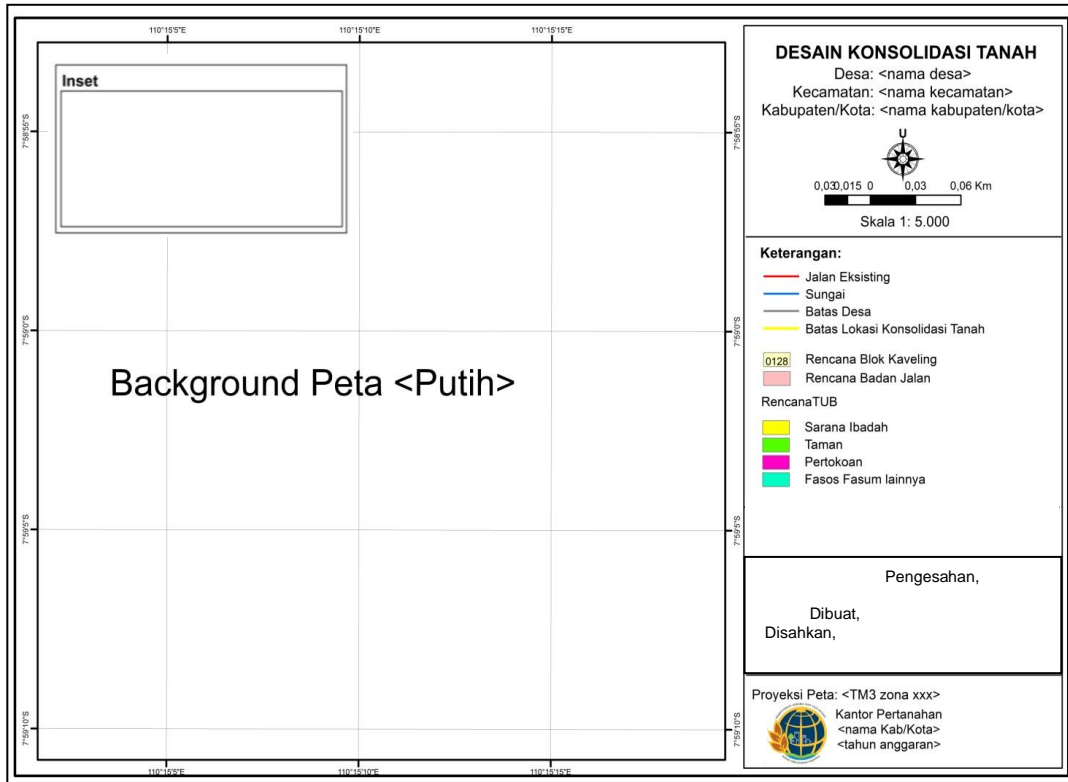 110°15'5"E 110°15'10"E 110°15'15"E
Inset
7°58'55"S
7°59'0"S
7°59'5"S
7°59'10"S
Background Peta <Putih>
7°58'55"S
7°59'0"S
7°59'5"S
7°59'10"S
110°15'5"E 110°15'10"E 110°15'15"E
DESAIN KONSOLIDASI TANAH
Desa: <nama desa>
Kecamatan: <nama kecamatan>
Kabupaten/Kota: <nama kabupaten/kota>
U
0,03 0,015 0 0,03 0,06 Km
Skala 1: 5.000
Keterangan:
Jalan Eksisting
Sungai
Batas Desa
Batas Lokasi Konsolidasi Tanah
0128 Rencana Blok Kaveling
Rencana Badan Jalan
RencanaTUB
Sarana Ibadah
Taman
Pertokoan
Fasos Fasum lainnya
Pengesahan,
Dibuat,
Disahkan,
Proyeksi Peta: <TM3 zona xxx>
Kantor Pertanahan
<nama Kab/Kota>
<tahun anggaran>